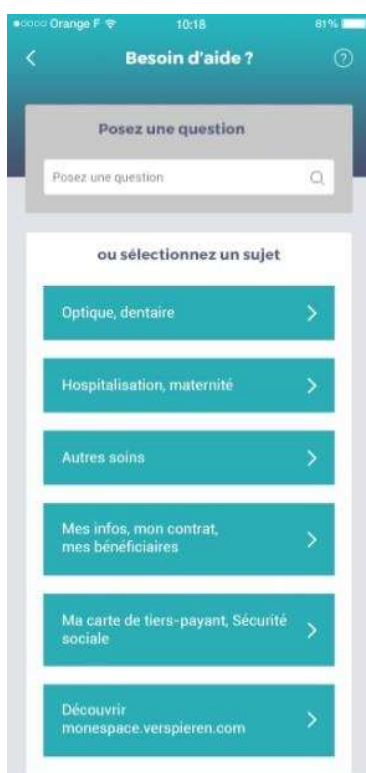 Orange F 10:18 81%
Besoin d'aide ?
Posez une question
Posez une question
ou sélectionnez un sujet
Optique, dentaire
Hospitalisation, maternité
Autres soins
Mes infos, mon contrat,
mes bénéficiaires
Ma carte de tiers-payant, Sécurité
sociale
Découvrir
monespace.verspieren.com